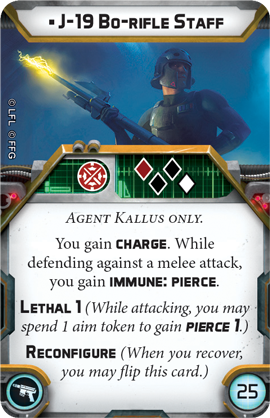 ▪ J-19 Bo-rifle Staff
© LFL © FFG
Agent Kallus only.
You gain CHARGE. While
defending against a melee attack,
you gain IMMUNE: PIERCE.
Lethal 1 (While attacking, you may
spend 1 aim token to gain PIERCE 1.)
Reconfigure (When you recover,
you may flip this card.)
25